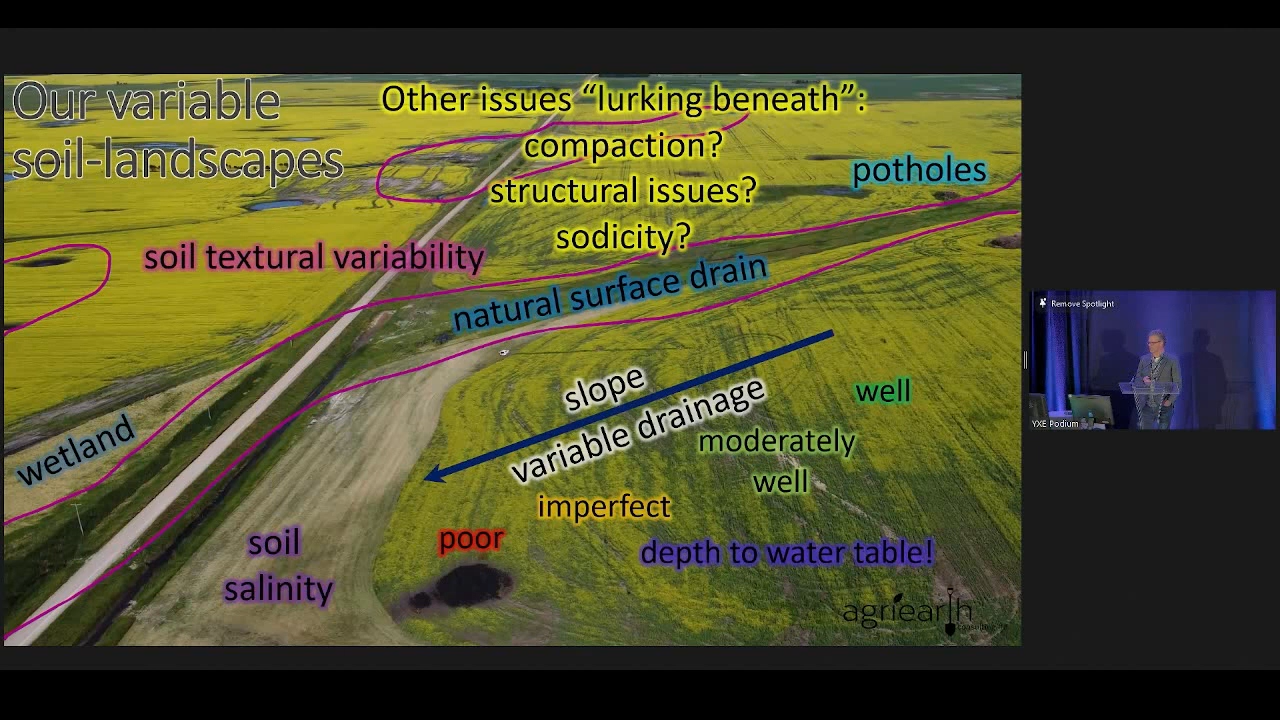 Our variable
soil-landscapes
Other issues “lurking beneath”:
compaction?
structural issues?
sodicity?
potholes
soil textural variability
natural surface drain
slope
variable drainage
well
moderately
well
imperfect
poor
depth to water table!
wetland
soil
salinity
agriearth
consulting
Remove Spotlight
YXE Podium